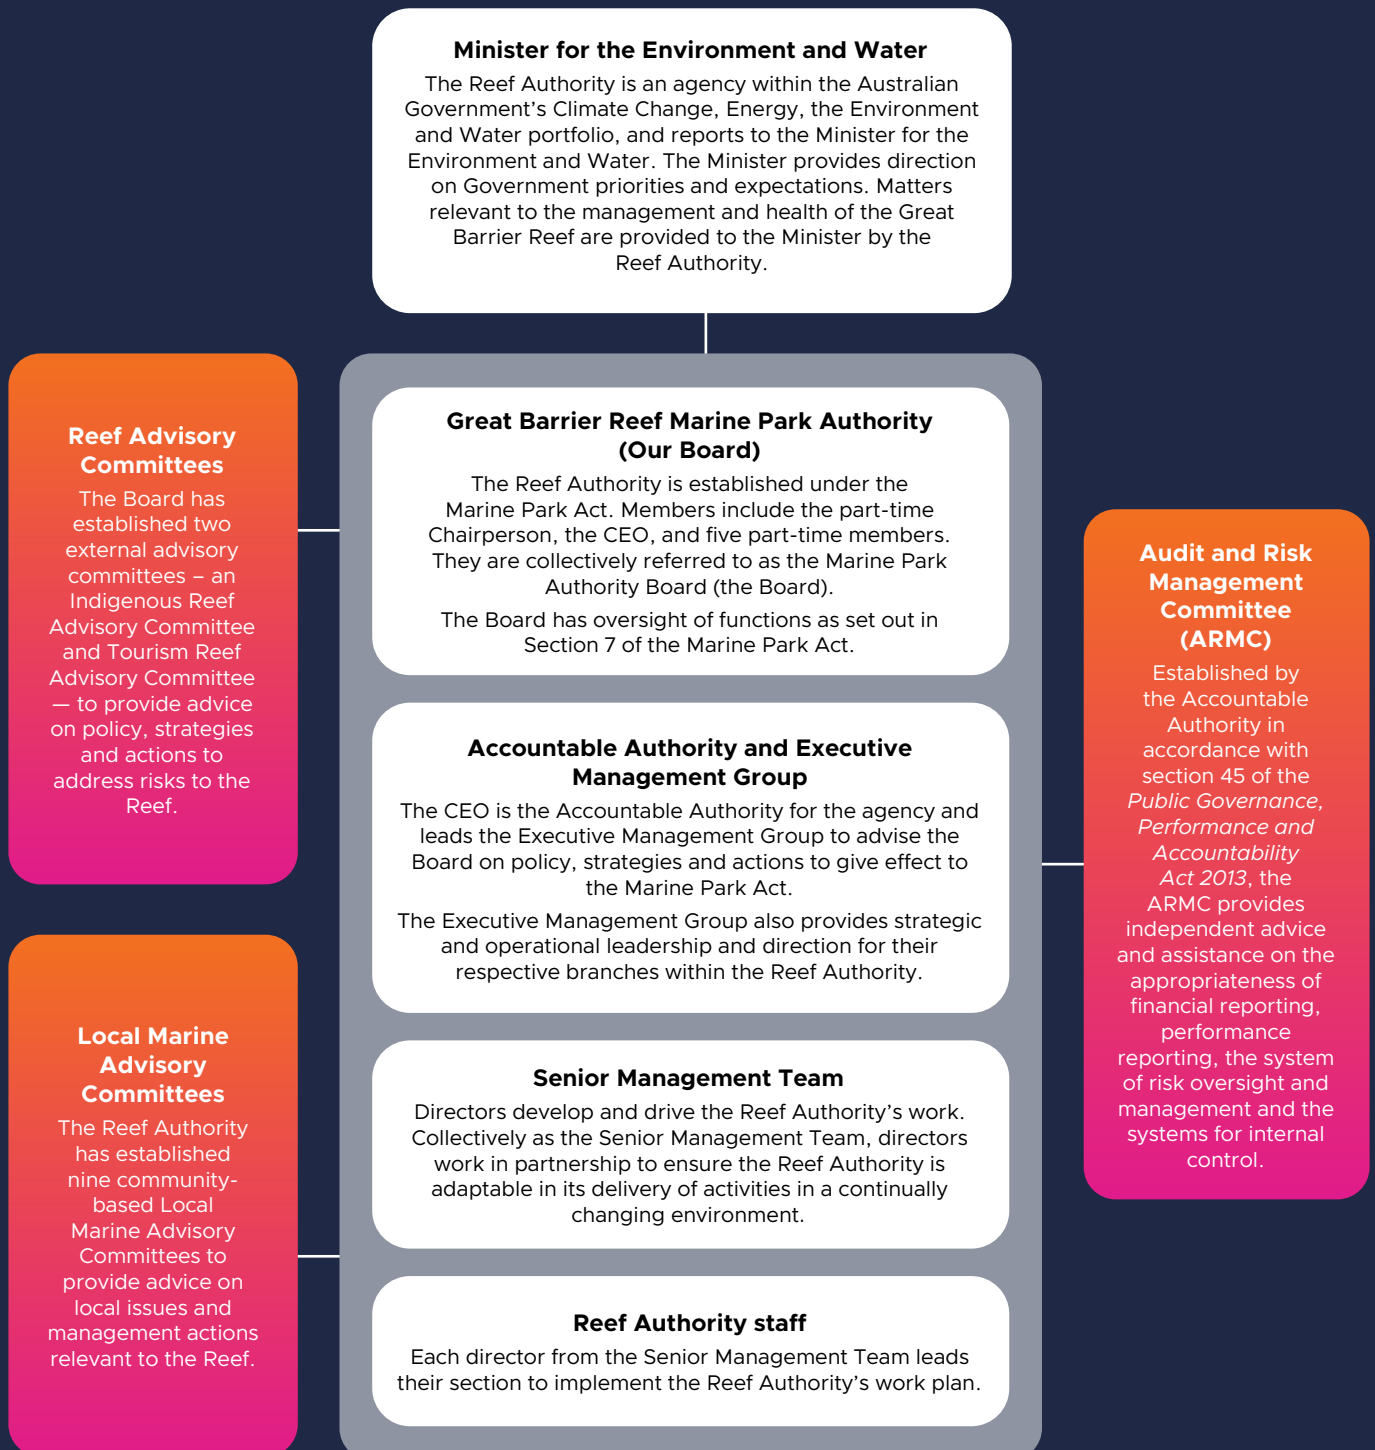 Minister for the Environment and Water
The Reef Authority is an agency within the Australian
Government’s Climate Change, Energy, the Environment
and Water portfolio, and reports to the Minister for the
Environment and Water. The Minister provides direction
on Government priorities and expectations. Matters
relevant to the management and health of the Great
Barrier Reef are provided to the Minister by the
Reef Authority.
Reef Advisory
Committees
The Board has
established two
external advisory
committees – an
Indigenous Reef
Advisory Committee
and Tourism Reef
Advisory Committee
— to provide advice
on policy, strategies
and actions to
address risks to the
Reef.
Great Barrier Reef Marine Park Authority
(Our Board)
The Reef Authority is established under the
Marine Park Act. Members include the part-time
Chairperson, the CEO, and five part-time members.
They are collectively referred to as the Marine Park
Authority Board (the Board).
The Board has oversight of functions as set out in
Section 7 of the Marine Park Act.
Audit and Risk
Management
Committee
(ARMC)
Established by
the Accountable
Authority in
accordance with
section 45 of the
Public Governance,
Performance and
Accountability
Act 2013, the
ARMC provides
independent advice
and assistance on the
appropriateness of
financial reporting,
performance
reporting, the system
of risk oversight and
management and the
systems for internal
control.
Accountable Authority and Executive
Management Group
The CEO is the Accountable Authority for the agency and
leads the Executive Management Group to advise the
Board on policy, strategies and actions to give effect to
the Marine Park Act.
The Executive Management Group also provides strategic
and operational leadership and direction for their
respective branches within the Reef Authority.
Local Marine
Advisory
Committees
The Reef Authority
has established
nine community-
based Local
Marine Advisory
Committees to
provide advice on
local issues and
management actions
relevant to the Reef.
Senior Management Team
Directors develop and drive the Reef Authority’s work.
Collectively as the Senior Management Team, directors
work in partnership to ensure the Reef Authority is
adaptable in its delivery of activities in a continually
changing environment.
Reef Authority staff
Each director from the Senior Management Team leads
their section to implement the Reef Authority’s work plan.